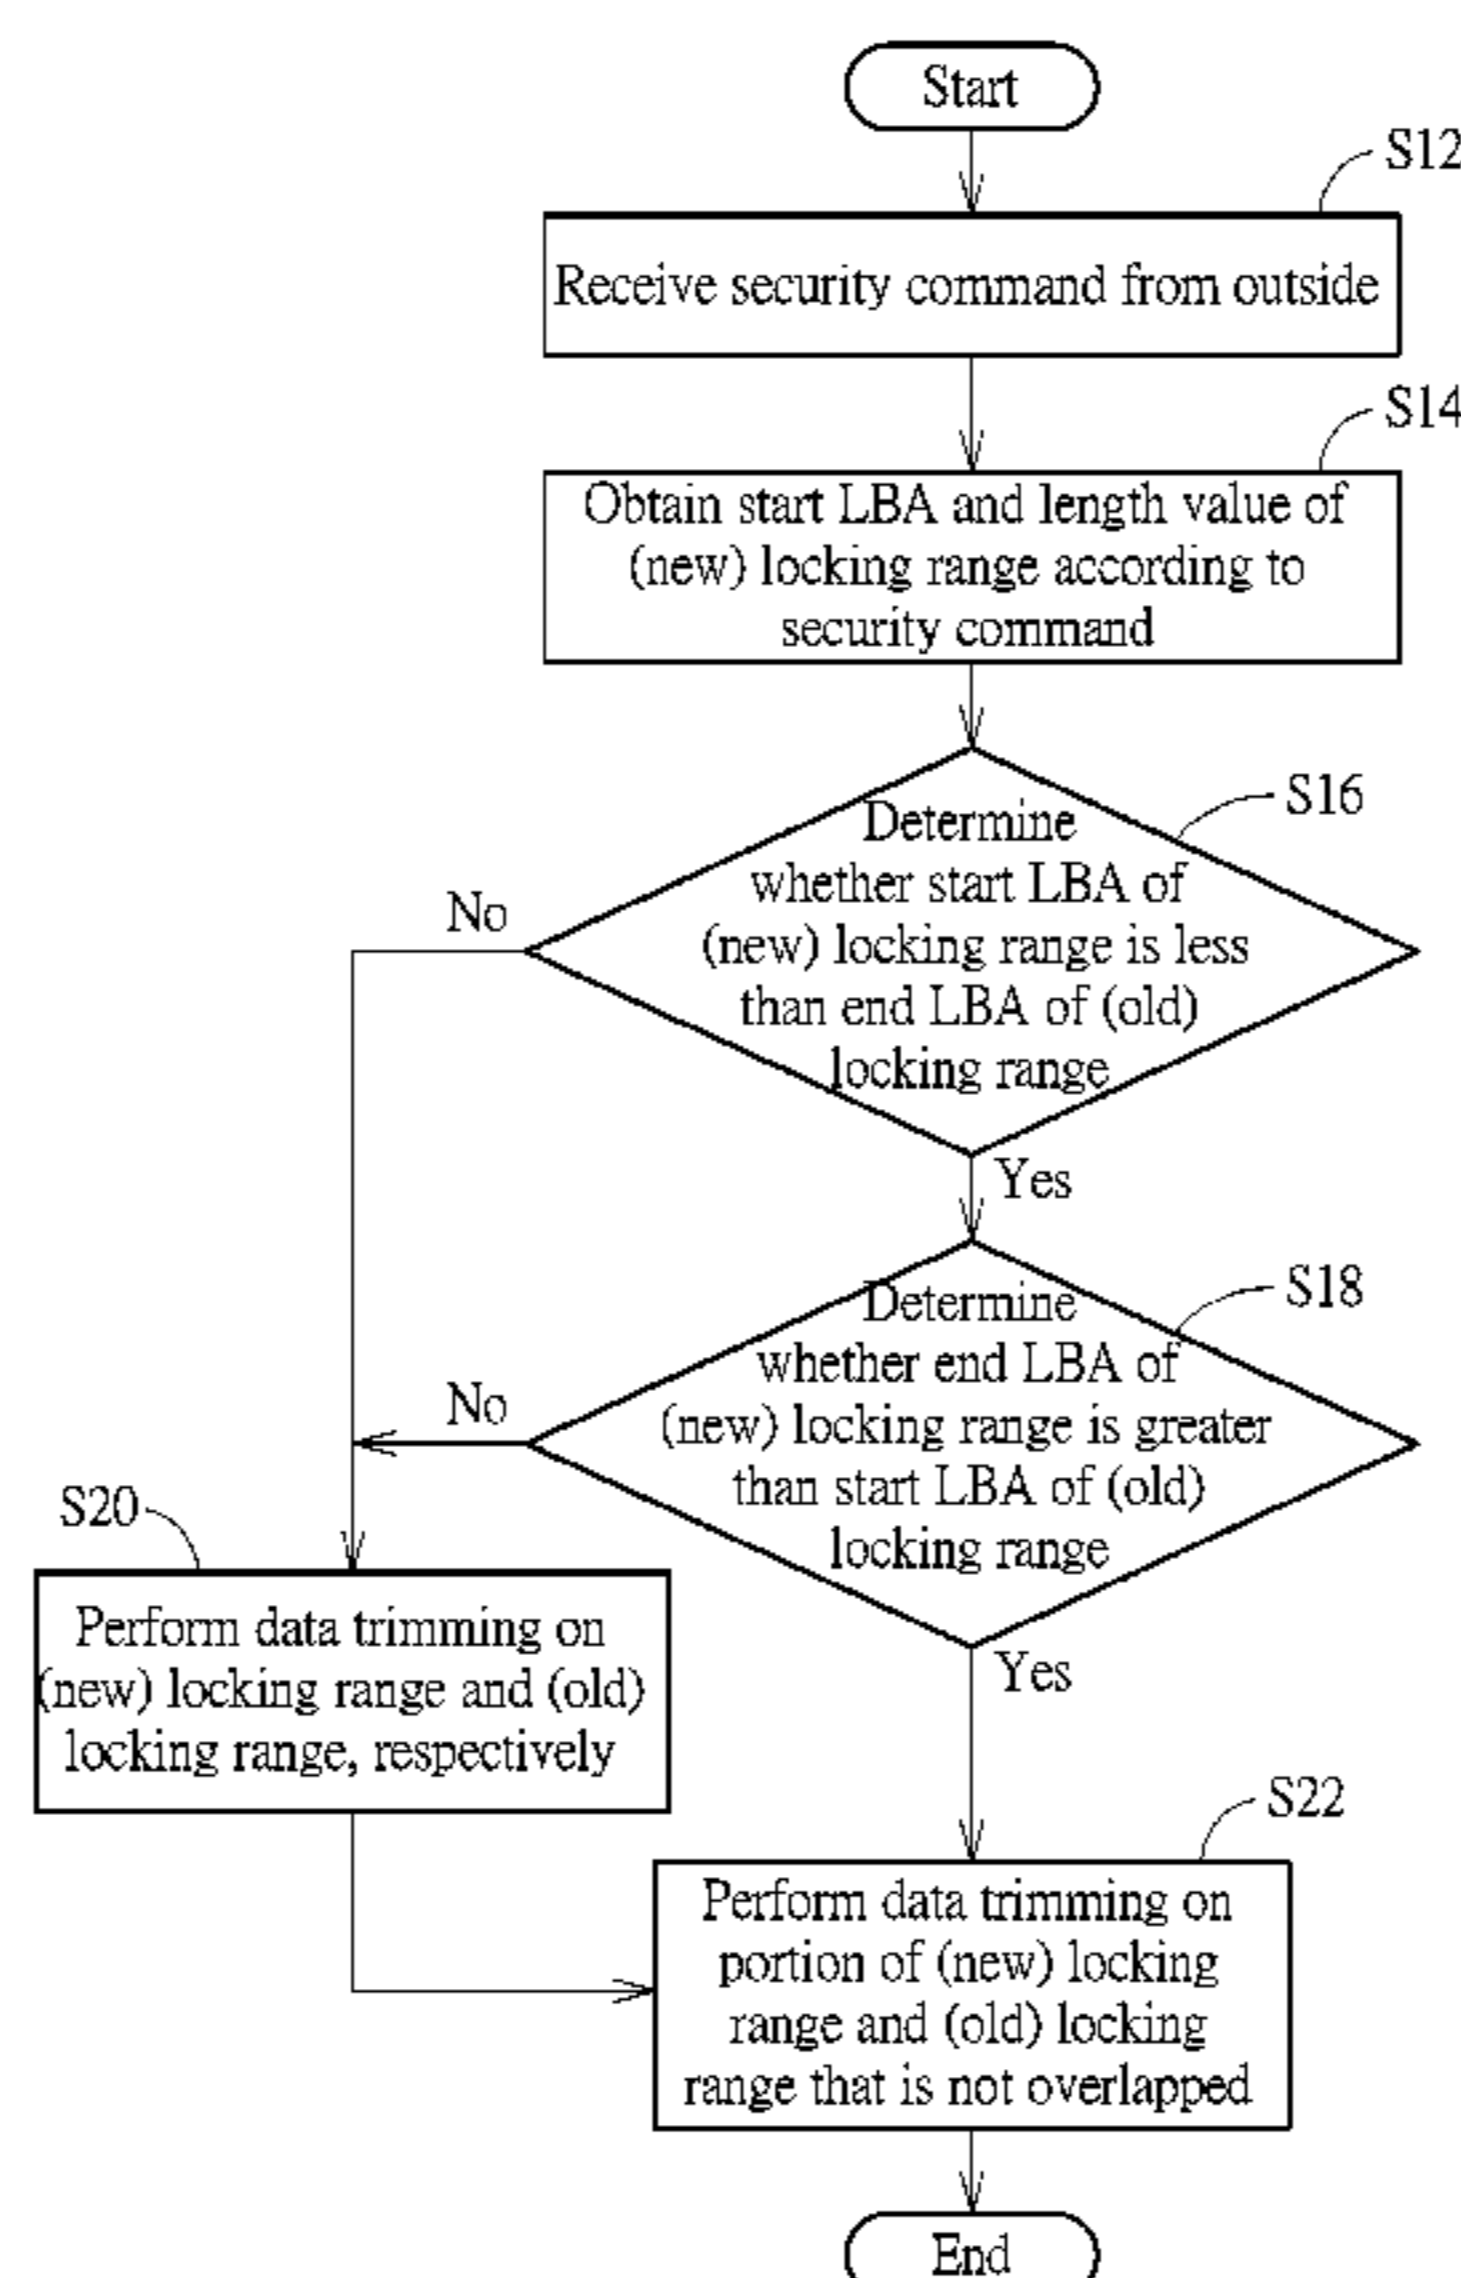 Start
S12
Receive security command from outside
S14
Obtain start LBA and length value of
(new) locking range according to
security command
S16
Determine
whether start LBA of
(new) locking range is less
than end LBA of (old)
locking range
No
Yes
S18
Determine
whether end LBA of
(new) locking range is greater
than start LBA of (old)
locking range
No
Yes
S20
Perform data trimming on
(new) locking range and (old)
locking range, respectively
S22
Perform data trimming on
portion of (new) locking
range and (old) locking
range that is not overlapped
End